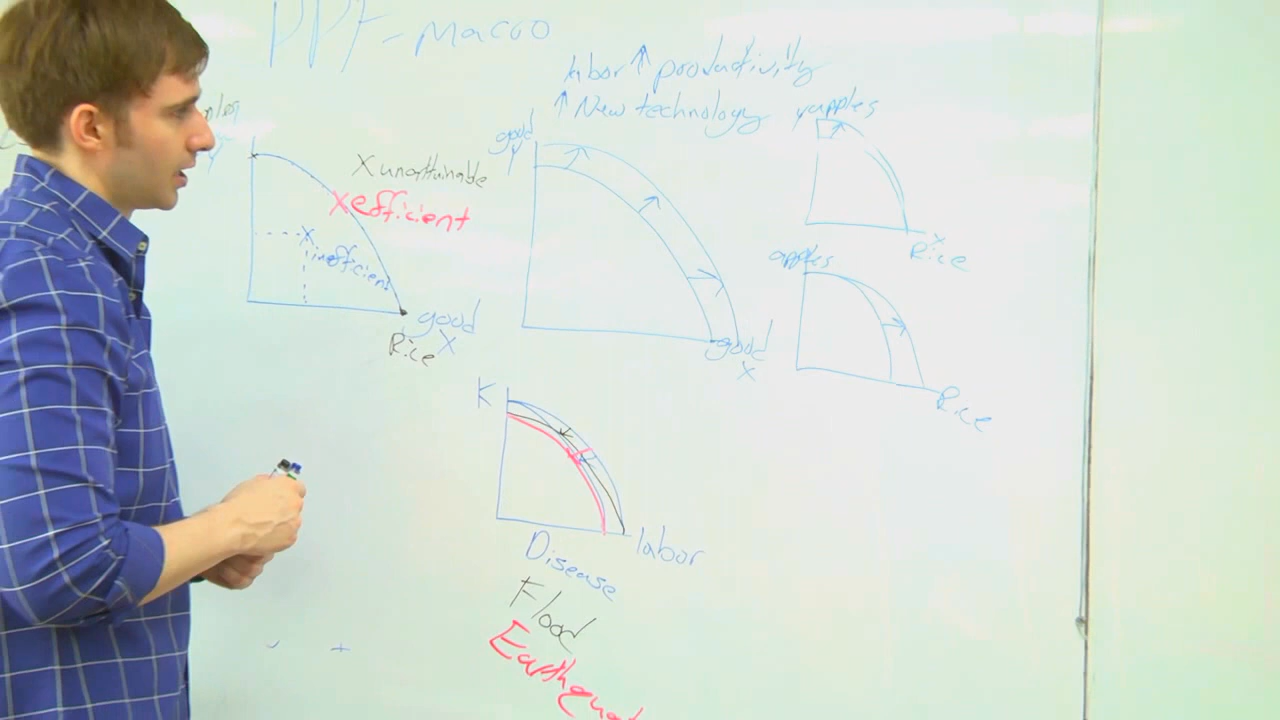 PPF - Macro
labor ↑ productivity
↑ New technology
Y
X unattainable
X efficient
X
inefficient
good
X
Rice
good
Y
good
X
Y apples
X
Rice
apples
Rice
K
labor
Disease
Flood